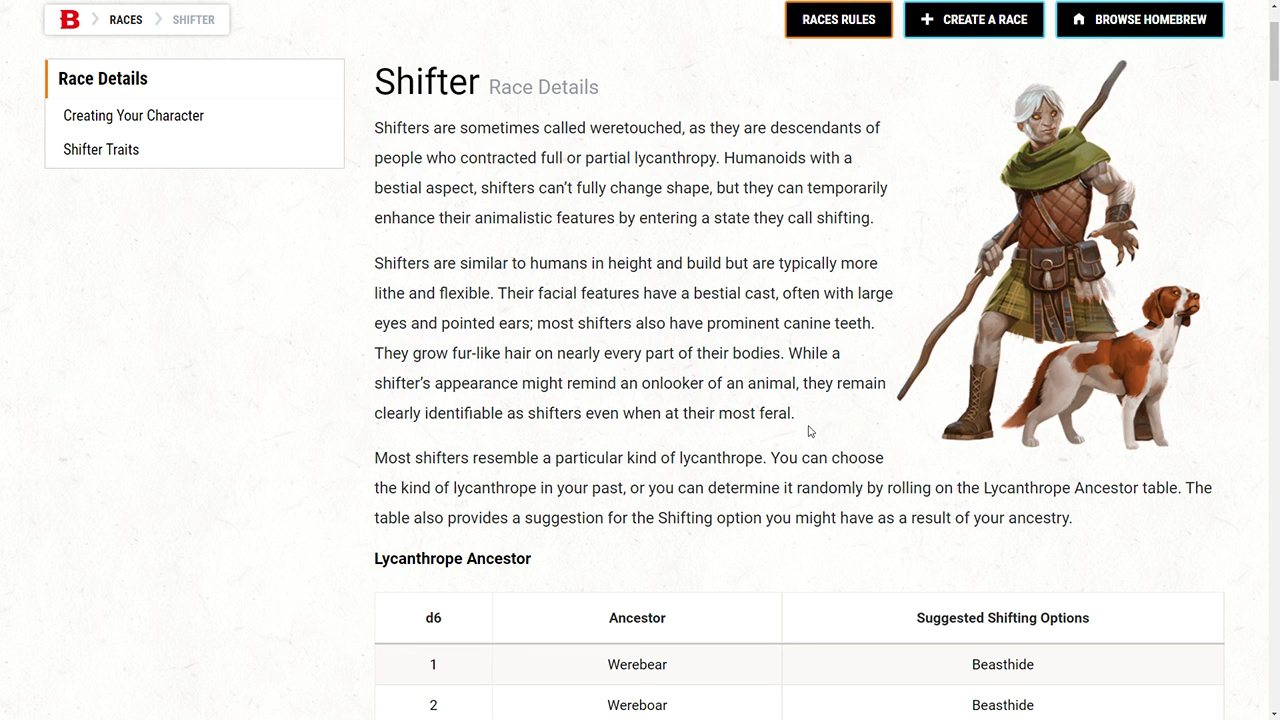 B
RACES
SHIFTER
RACES RULES
CREATE A RACE
BROWSE HOMEBREW
Race Details
Creating Your Character
Shifter Traits
Shifter Race Details
Shifters are sometimes called weretouched, as they are descendants of
people who contracted full or partial lycanthropy. Humanoids with a
bestial aspect, shifters can’t fully change shape, but they can temporarily
enhance their animalistic features by entering a state they call shifting.
Shifters are similar to humans in height and build but are typically more
lithe and flexible. Their facial features have a bestial cast, often with large
eyes and pointed ears; most shifters also have prominent canine teeth.
They grow fur-like hair on nearly every part of their bodies. While a
shifter’s appearance might remind an onlooker of an animal, they remain
clearly identifiable as shifters even when at their most feral.
Most shifters resemble a particular kind of lycanthrope. You can choose
the kind of lycanthrope in your past, or you can determine it randomly by rolling on the Lycanthrope Ancestor table. The
table also provides a suggestion for the Shifting option you might have as a result of your ancestry.
Lycanthrope Ancestor
d6 Ancestor Suggested Shifting Options
1 Werebear Beasthide
2 Wereboar Beasthide